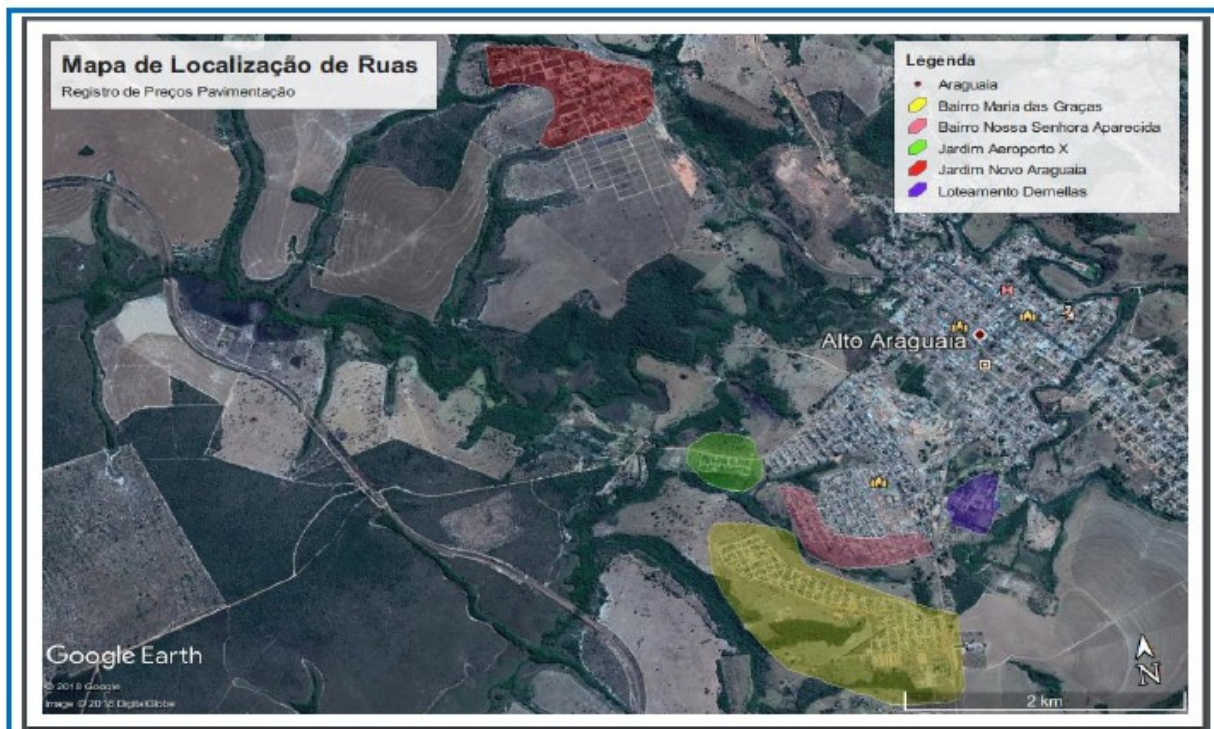 Mapa de Localização de Ruas
Registro de Preços Pavimentação
Legenda
Araguaia
Bairro Maria das Graças
Bairro Nossa Senhora Aparecida
Jardim Aeroporto X
Jardim Novo Araguaia
Loteamento Demellas
Alto Araguaia
Google Earth
© 2018 Google
Image © 2018 DigitalGlobe
N
2 km